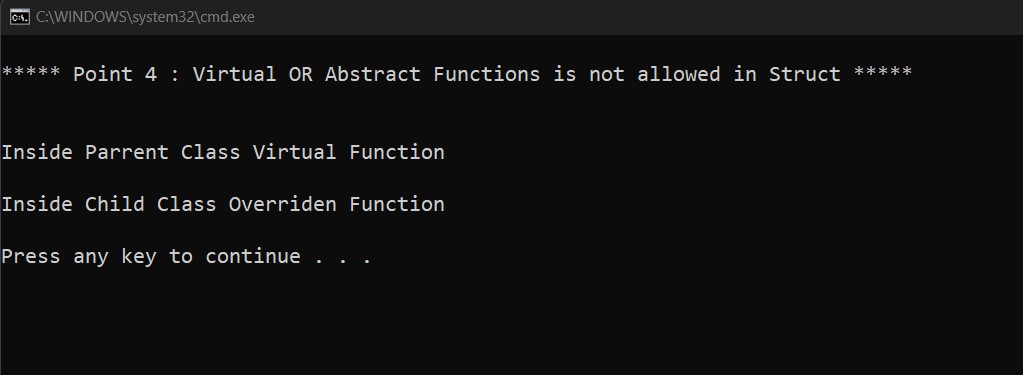 C:\WINDOWS\system32\cmd.exe
***** Point 4 : Virtual OR Abstract Functions is not allowed in Struct *****
Inside Parrent Class Virtual Function
Inside Child Class Overriden Function
Press any key to continue . . .